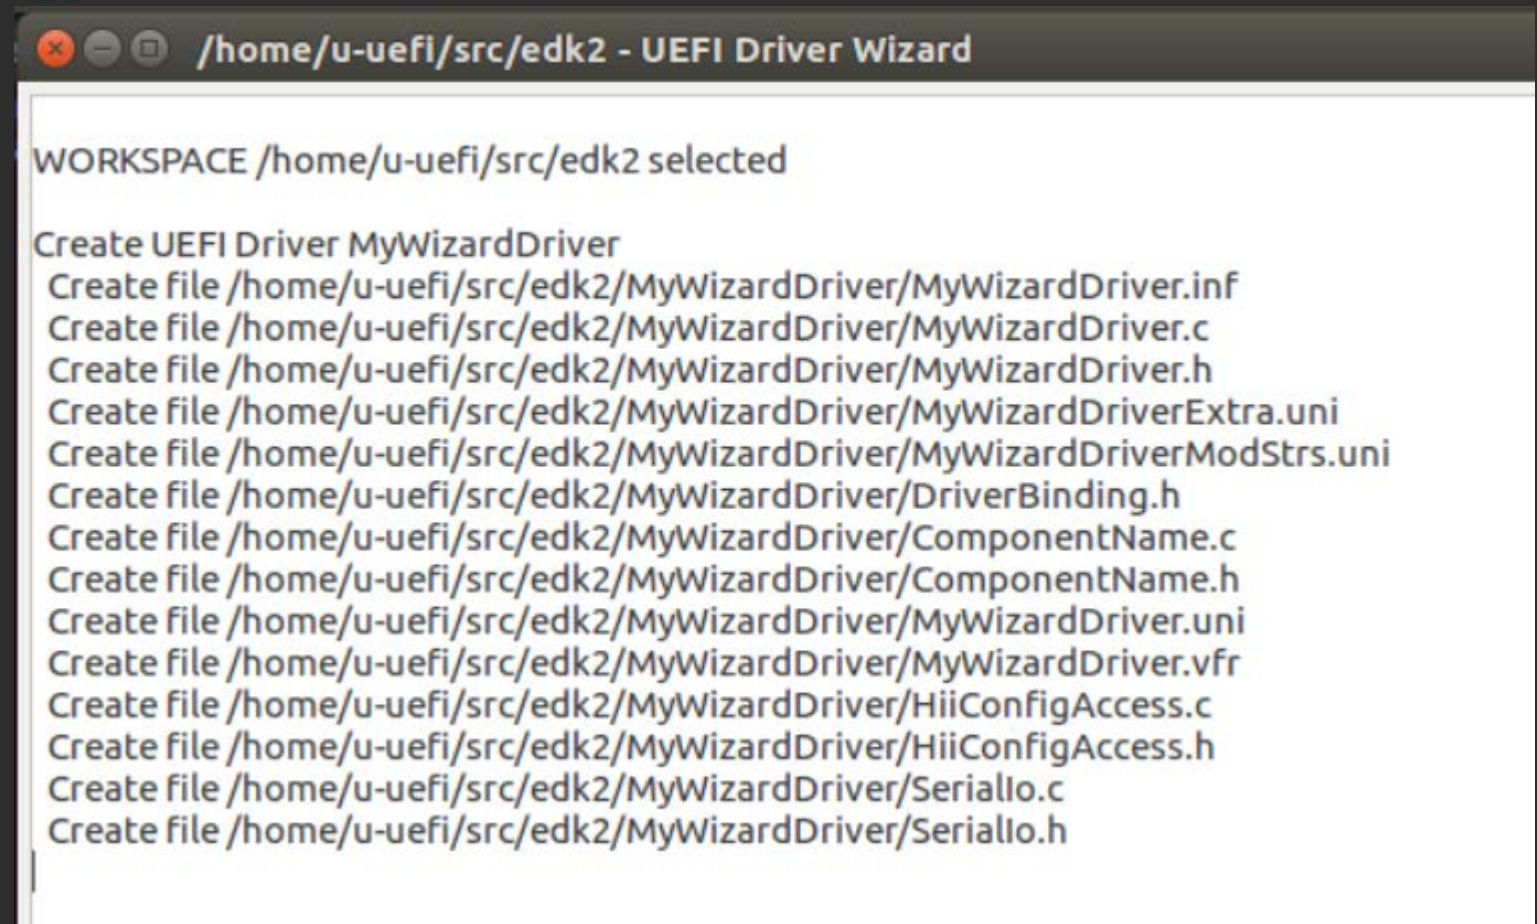 /home/u-uefi/src/edk2 - UEFI Driver Wizard
WORKSPACE /home/u-uefi/src/edk2 selected
Create UEFI Driver MyWizardDriver
Create file /home/u-uefi/src/edk2/MyWizardDriver/MyWizardDriver.inf
Create file /home/u-uefi/src/edk2/MyWizardDriver/MyWizardDriver.c
Create file /home/u-uefi/src/edk2/MyWizardDriver/MyWizardDriver.h
Create file /home/u-uefi/src/edk2/MyWizardDriver/MyWizardDriverExtra.uni
Create file /home/u-uefi/src/edk2/MyWizardDriver/MyWizardDriverModStrs.uni
Create file /home/u-uefi/src/edk2/MyWizardDriver/DriverBinding.h
Create file /home/u-uefi/src/edk2/MyWizardDriver/ComponentName.c
Create file /home/u-uefi/src/edk2/MyWizardDriver/ComponentName.h
Create file /home/u-uefi/src/edk2/MyWizardDriver/MyWizardDriver.uni
Create file /home/u-uefi/src/edk2/MyWizardDriver/MyWizardDriver.vfr
Create file /home/u-uefi/src/edk2/MyWizardDriver/HiiConfigAccess.c
Create file /home/u-uefi/src/edk2/MyWizardDriver/HiiConfigAccess.h
Create file /home/u-uefi/src/edk2/MyWizardDriver/SerialIo.c
Create file /home/u-uefi/src/edk2/MyWizardDriver/SerialIo.h